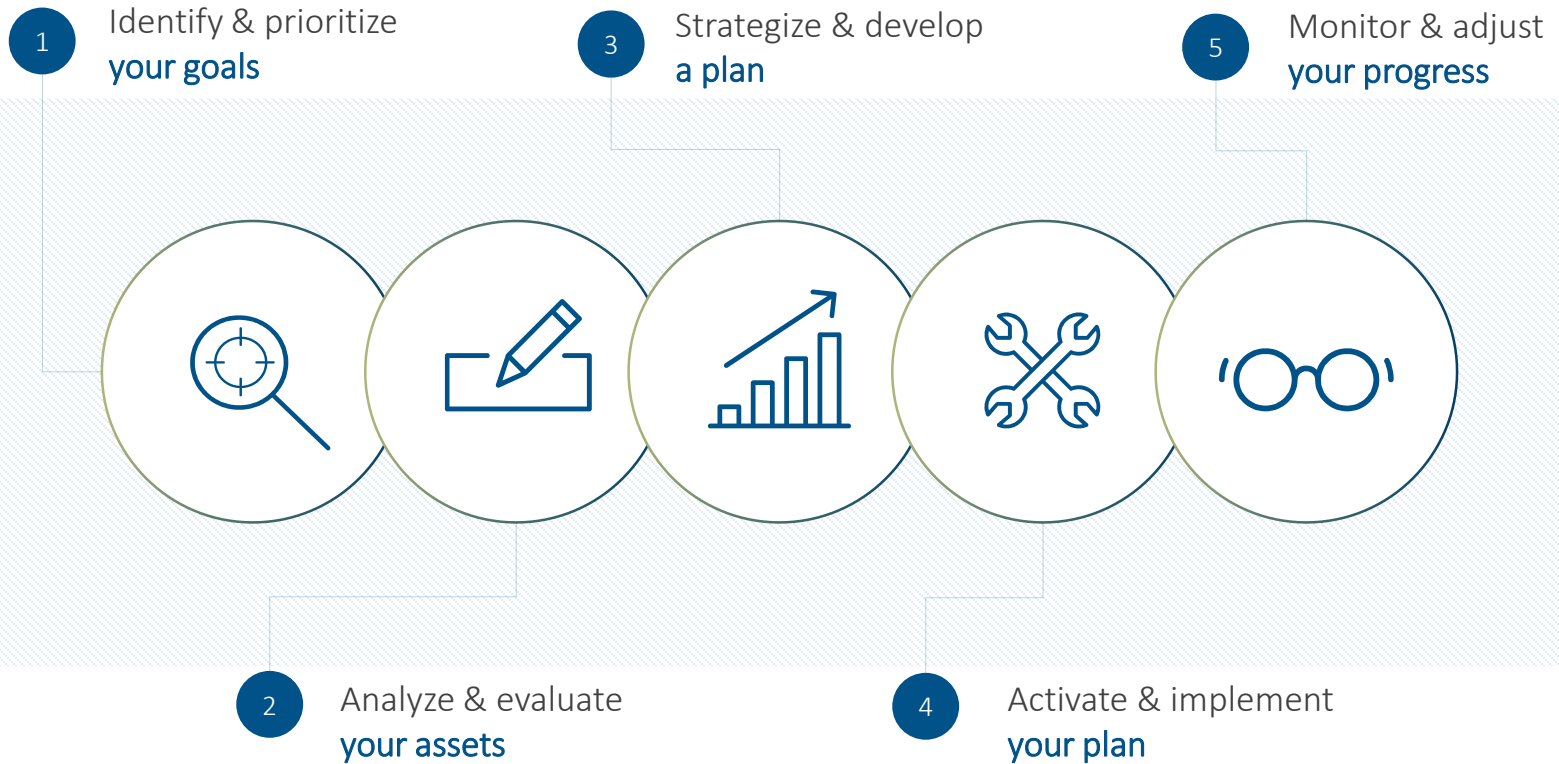 1
Identify & prioritize
your goals
2
Analyze & evaluate
your assets
3
Strategize & develop
a plan
4
Activate & implement
your plan
5
Monitor & adjust
your progress